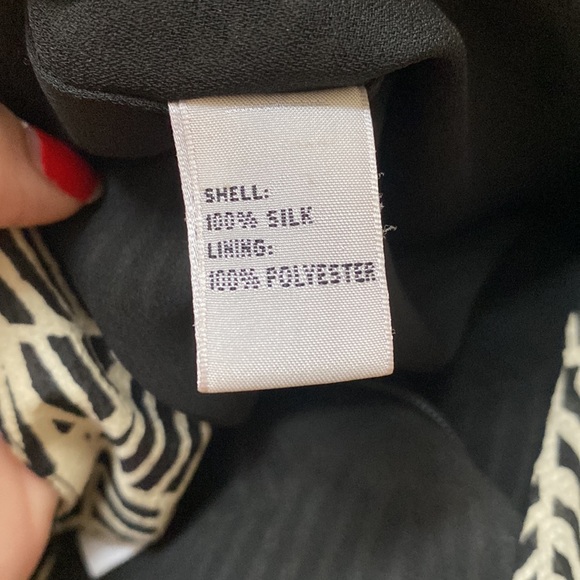 SHELL:
100% SILK
LINING:
100% POLYESTER